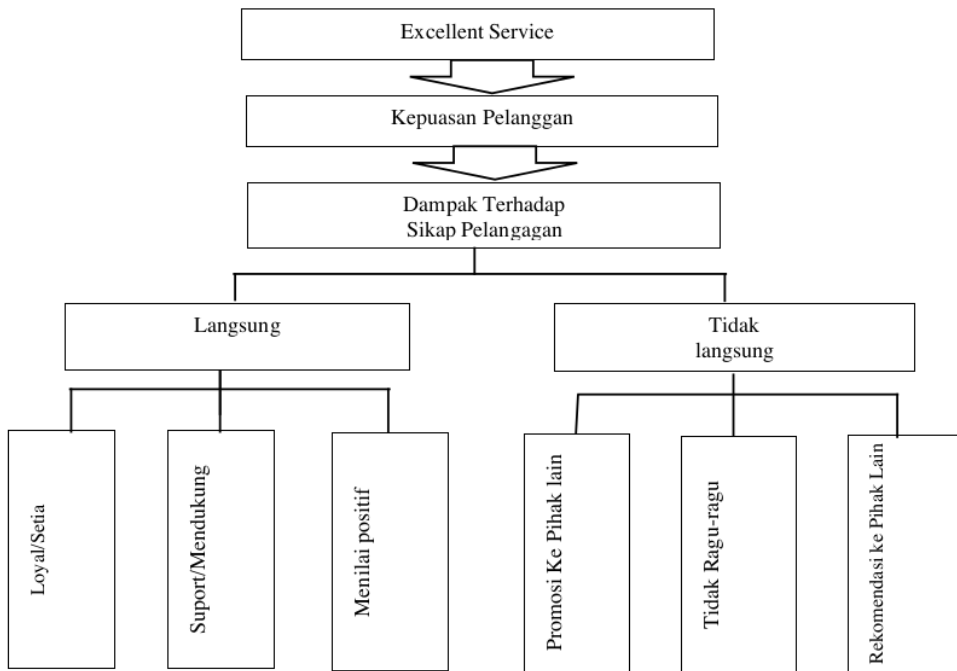 Excellent Service
Kepuasan Pelanggan
Dampak Terhadap
Sikap Pelangagan
Langsung
Tidak
langsung
Loyal/Setia
Suport/Mendukung
Menilai positif
Promosi Ke Pihak lain
Tidak Ragu-ragu
Rekomendasi ke Pihak Lain